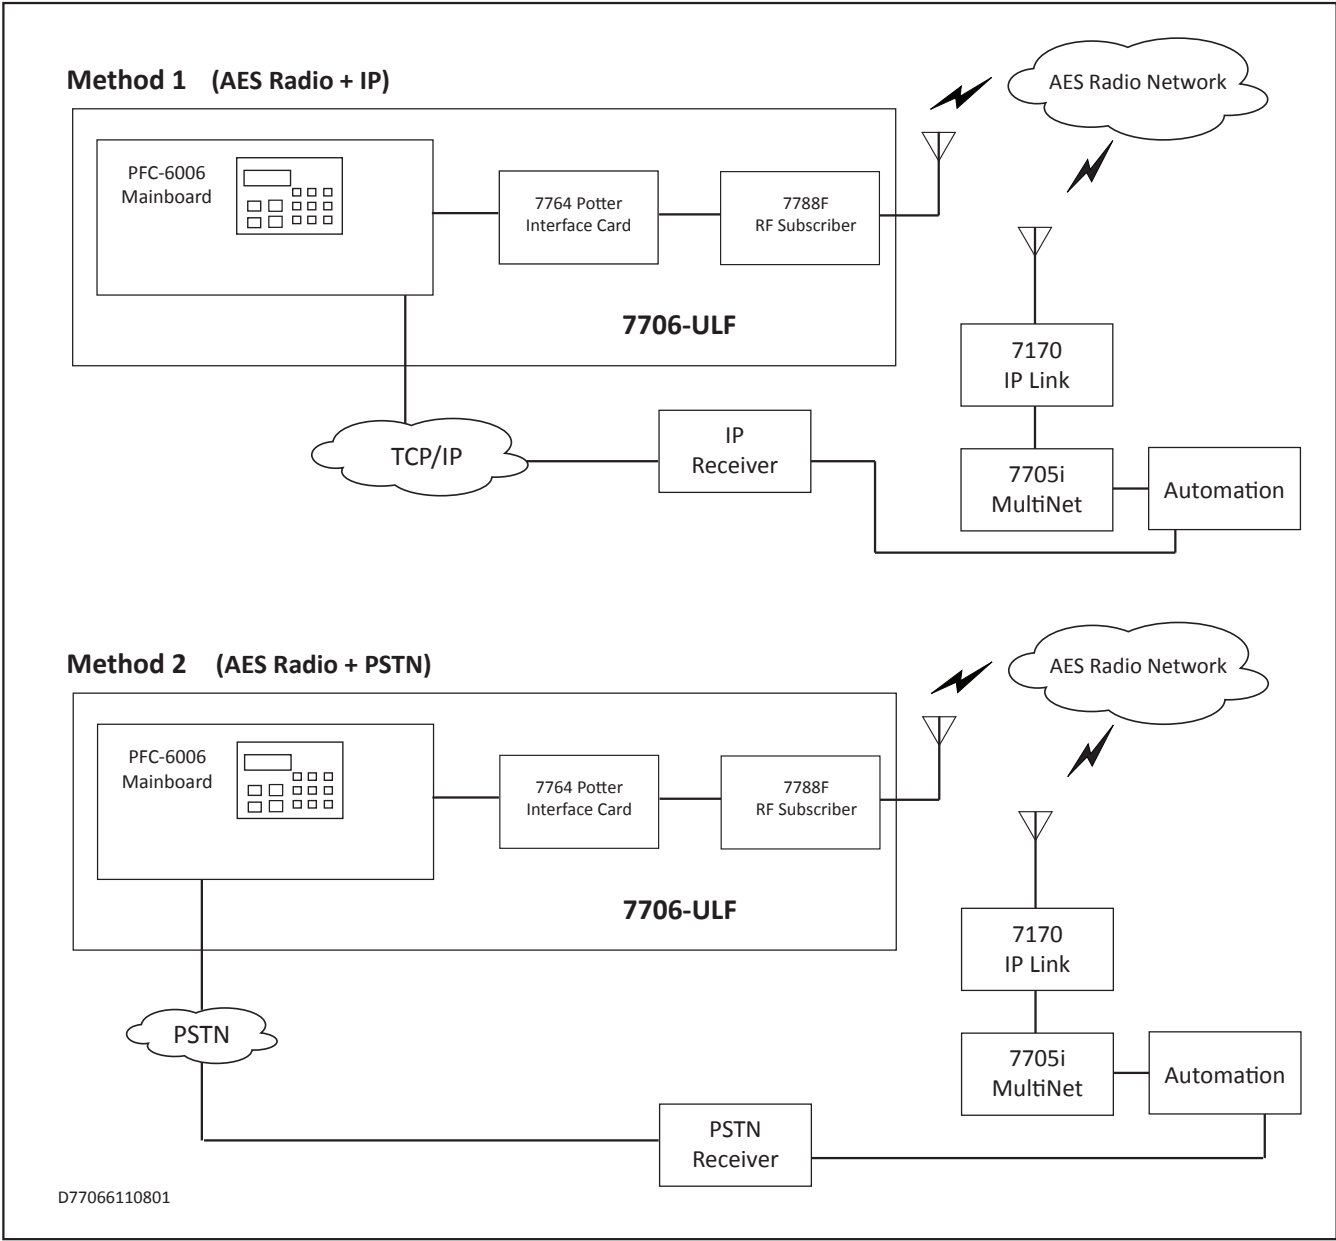 Method 1 (AES Radio + IP)
AES Radio Network
PFC-6006
Mainboard
7764 Potter
Interface Card
7788F
RF Subscriber
7706-ULF
7170
IP Link
TCP/IP
IP
Receiver
7705i
MultiNet
Automation
Method 2 (AES Radio + PSTN)
AES Radio Network
PFC-6006
Mainboard
7764 Potter
Interface Card
7788F
RF Subscriber
7706-ULF
7170
IP Link
PSTN
7705i
MultiNet
Automation
PSTN
Receiver
D77066110801